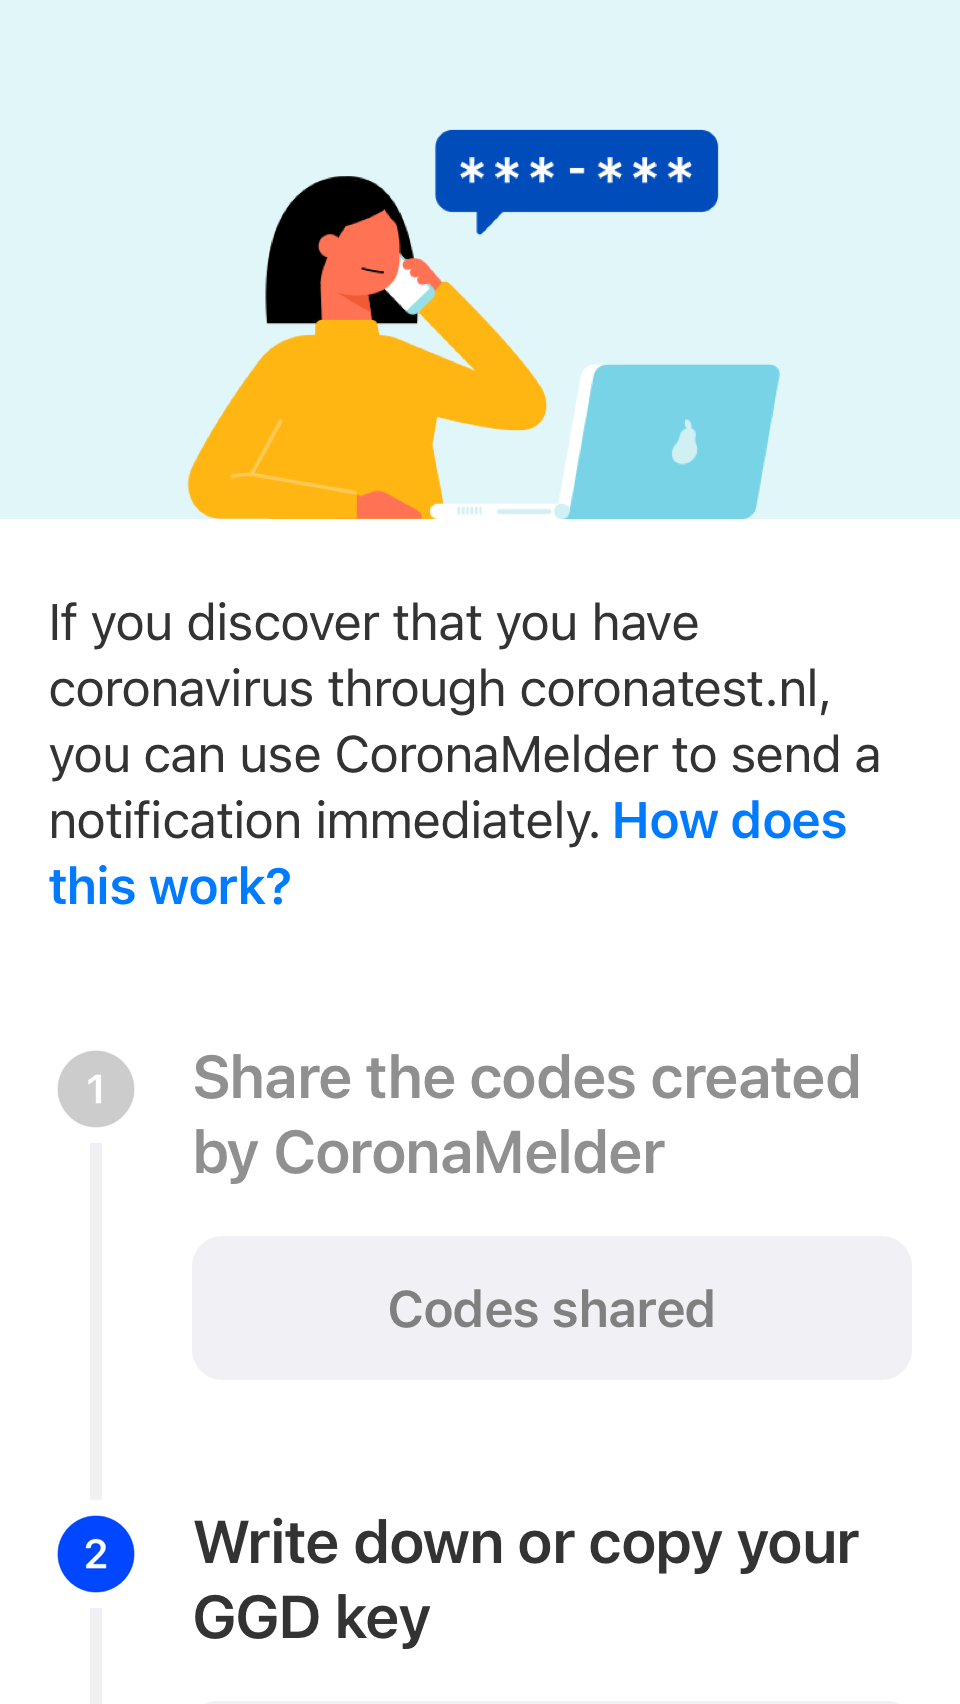 ***-***
If you discover that you have
coronavirus through coronatest.nl,
you can use CoronaMelder to send a
notification immediately. How does
this work?
1
Share the codes created
by CoronaMelder
Codes shared
2
Write down or copy your
GGD key